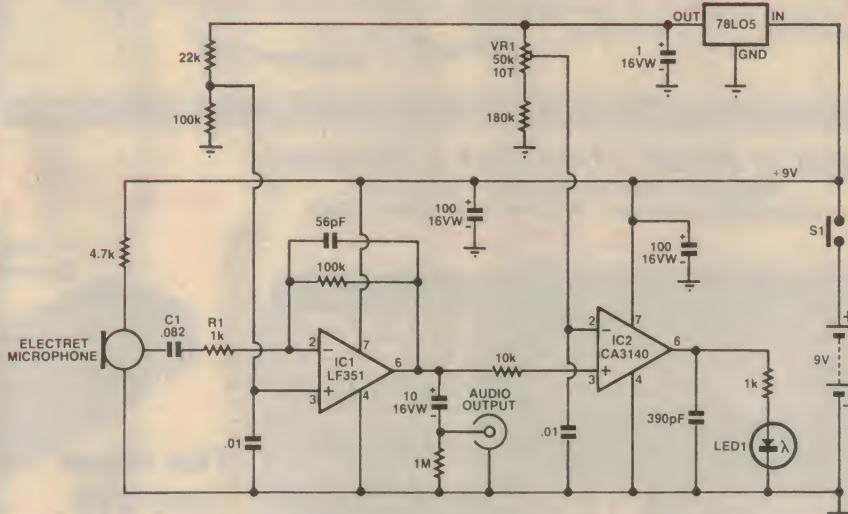 OUT
78LO5
IN
GND
1
16VW
22k
VR1
50k
10T
100k
180k
+9V
100
16VW
100
16VW
S1
56pF
100k
4.7k
C1
.082
R1
1k
ELECTRET
MICROPHONE
2
3
7
4
6
IC1
LF351
10k
10
16VW
AUDIO
OUTPUT
1M
.01
2
3
7
4
6
IC2
CA3140
.01
390pF
1k
LED1
λ
9V
+